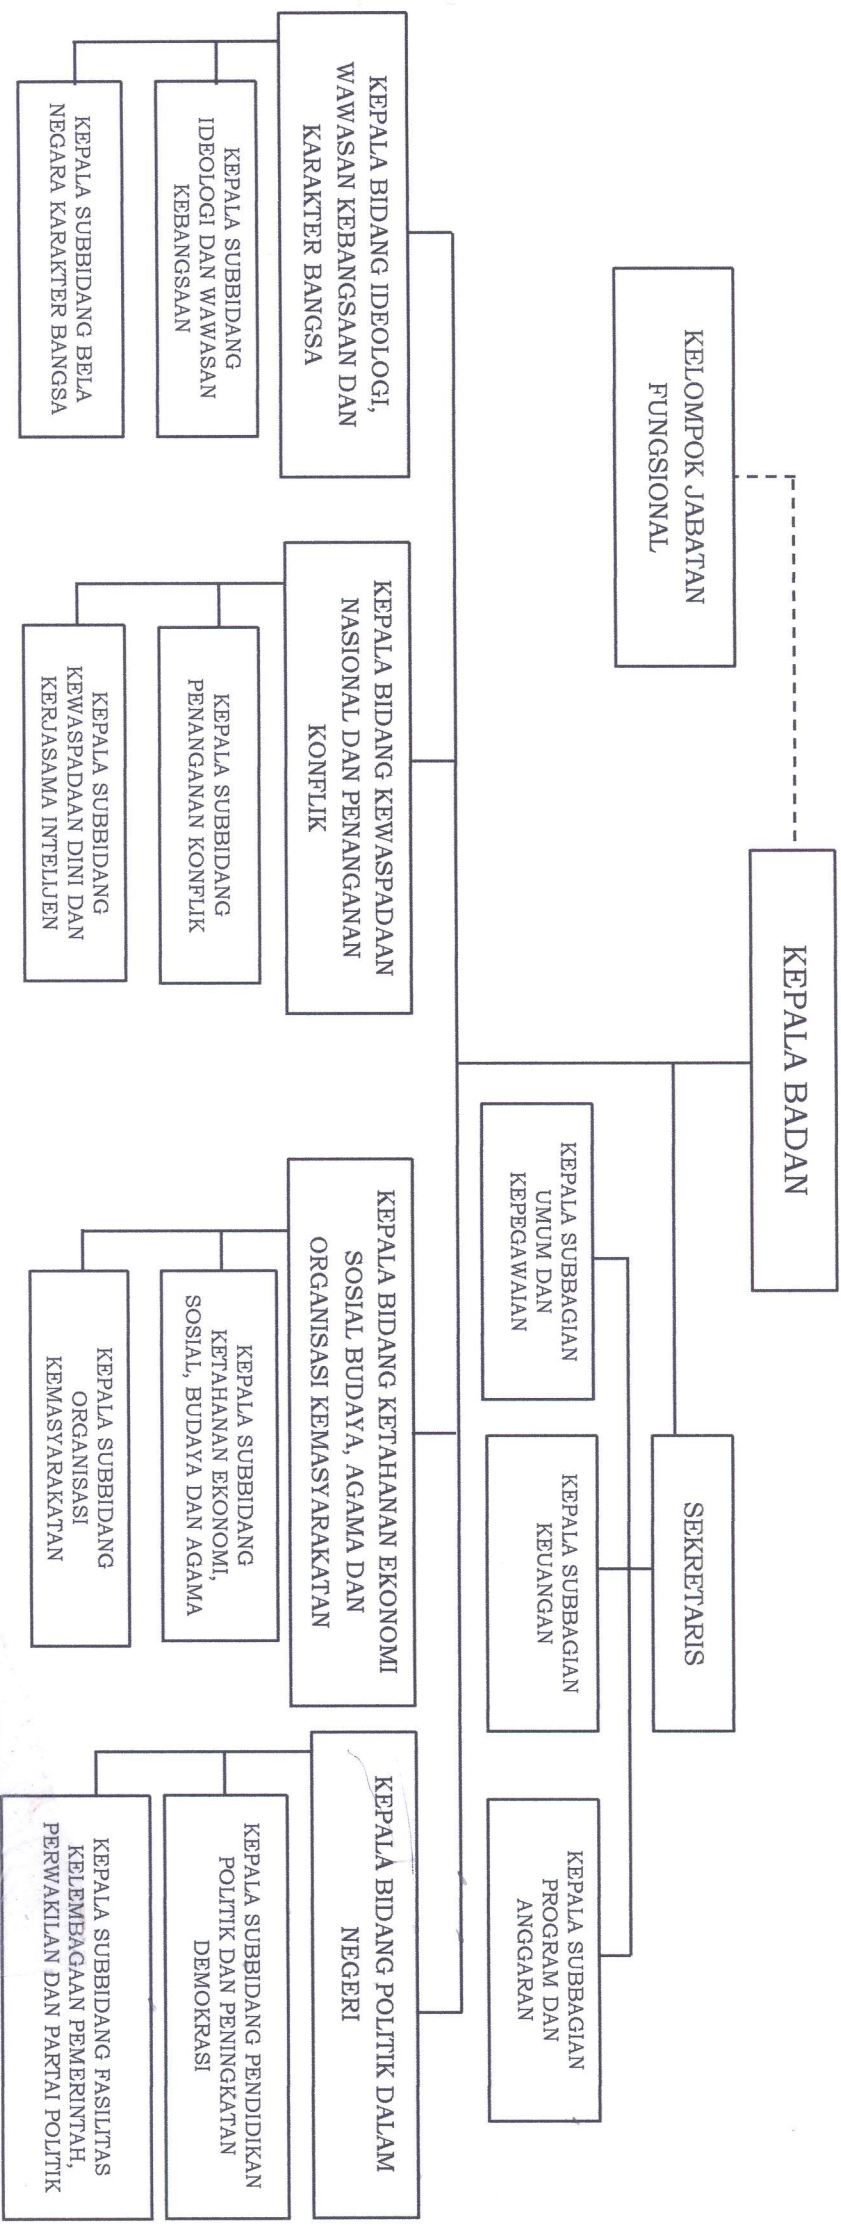 KEPALA BADAN
KELOMPOK JABATAN
FUNGSIONAL
SEKRETARIS
KEPALA SUBBAGIAN
UMUM DAN
KEPEGAWAIAN
KEPALA SUBBAGIAN
KEUANGAN
KEPALA SUBBAGIAN
PROGRAM DAN
ANGGARAN
KEPALA BIDANG IDEOLOGI,
WAWASAN KEBANGSAAN DAN
KARAKTER BANGSA
KEPALA SUBBIDANG
IDEOLOGI DAN WAWASAN
KEBANGSAAN
KEPALA SUBBIDANG BELA
NEGARA KARAKTER BANGSA
KEPALA BIDANG KEWASPADAAN
NASIONAL DAN PENANGANAN
KONFLIK
KEPALA SUBBIDANG
PENANGANAN KONFLIK
KEPALA SUBBIDANG
KEWASPADAAN DINI DAN
KERJASAMA INTELIJEN
KEPALA BIDANG KETAHANAN EKONOMI
SOSIAL BUDAYA, AGAMA DAN
ORGANISASI KEMASYARAKATAN
KEPALA SUBBIDANG
KETAHANAN EKONOMI,
SOSIAL, BUDAYA DAN AGAMA
KEPALA SUBBIDANG
ORGANISASI
KEMASYARAKATAN
KEPALA BIDANG POLITIK DALAM
NEGERI
KEPALA SUBBIDANG PENDIDIKAN
POLITIK DAN PENINGKATAN
DEMOKRASI
KEPALA SUBBIDANG FASILITAS
KELEMBAGAAN PEMERINTAH,
PERWAKILAN DAN PARTAI POLITIK